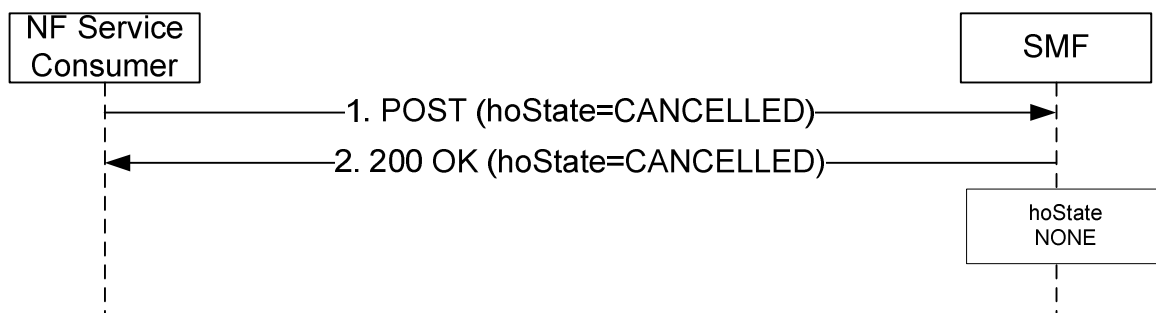 NF Service
Consumer
SMF
1. POST (hoState=CANCELLED)
2. 200 OK (hoState=CANCELLED)
hoState
NONE